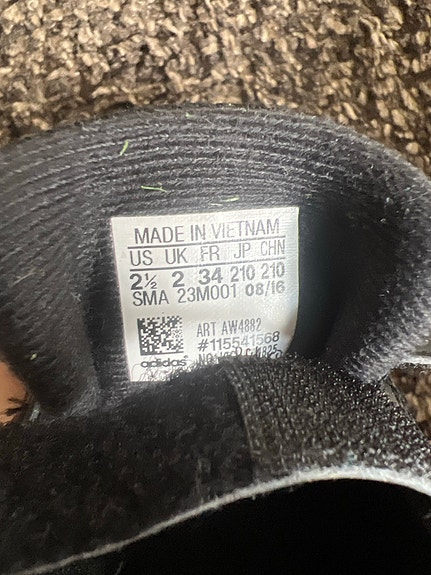 MADE IN VIETNAM
US UK FR JP CHN
2½ 2 34 210 210
SMA 23M001 08/16
ART AW4882
#115541568
adidas